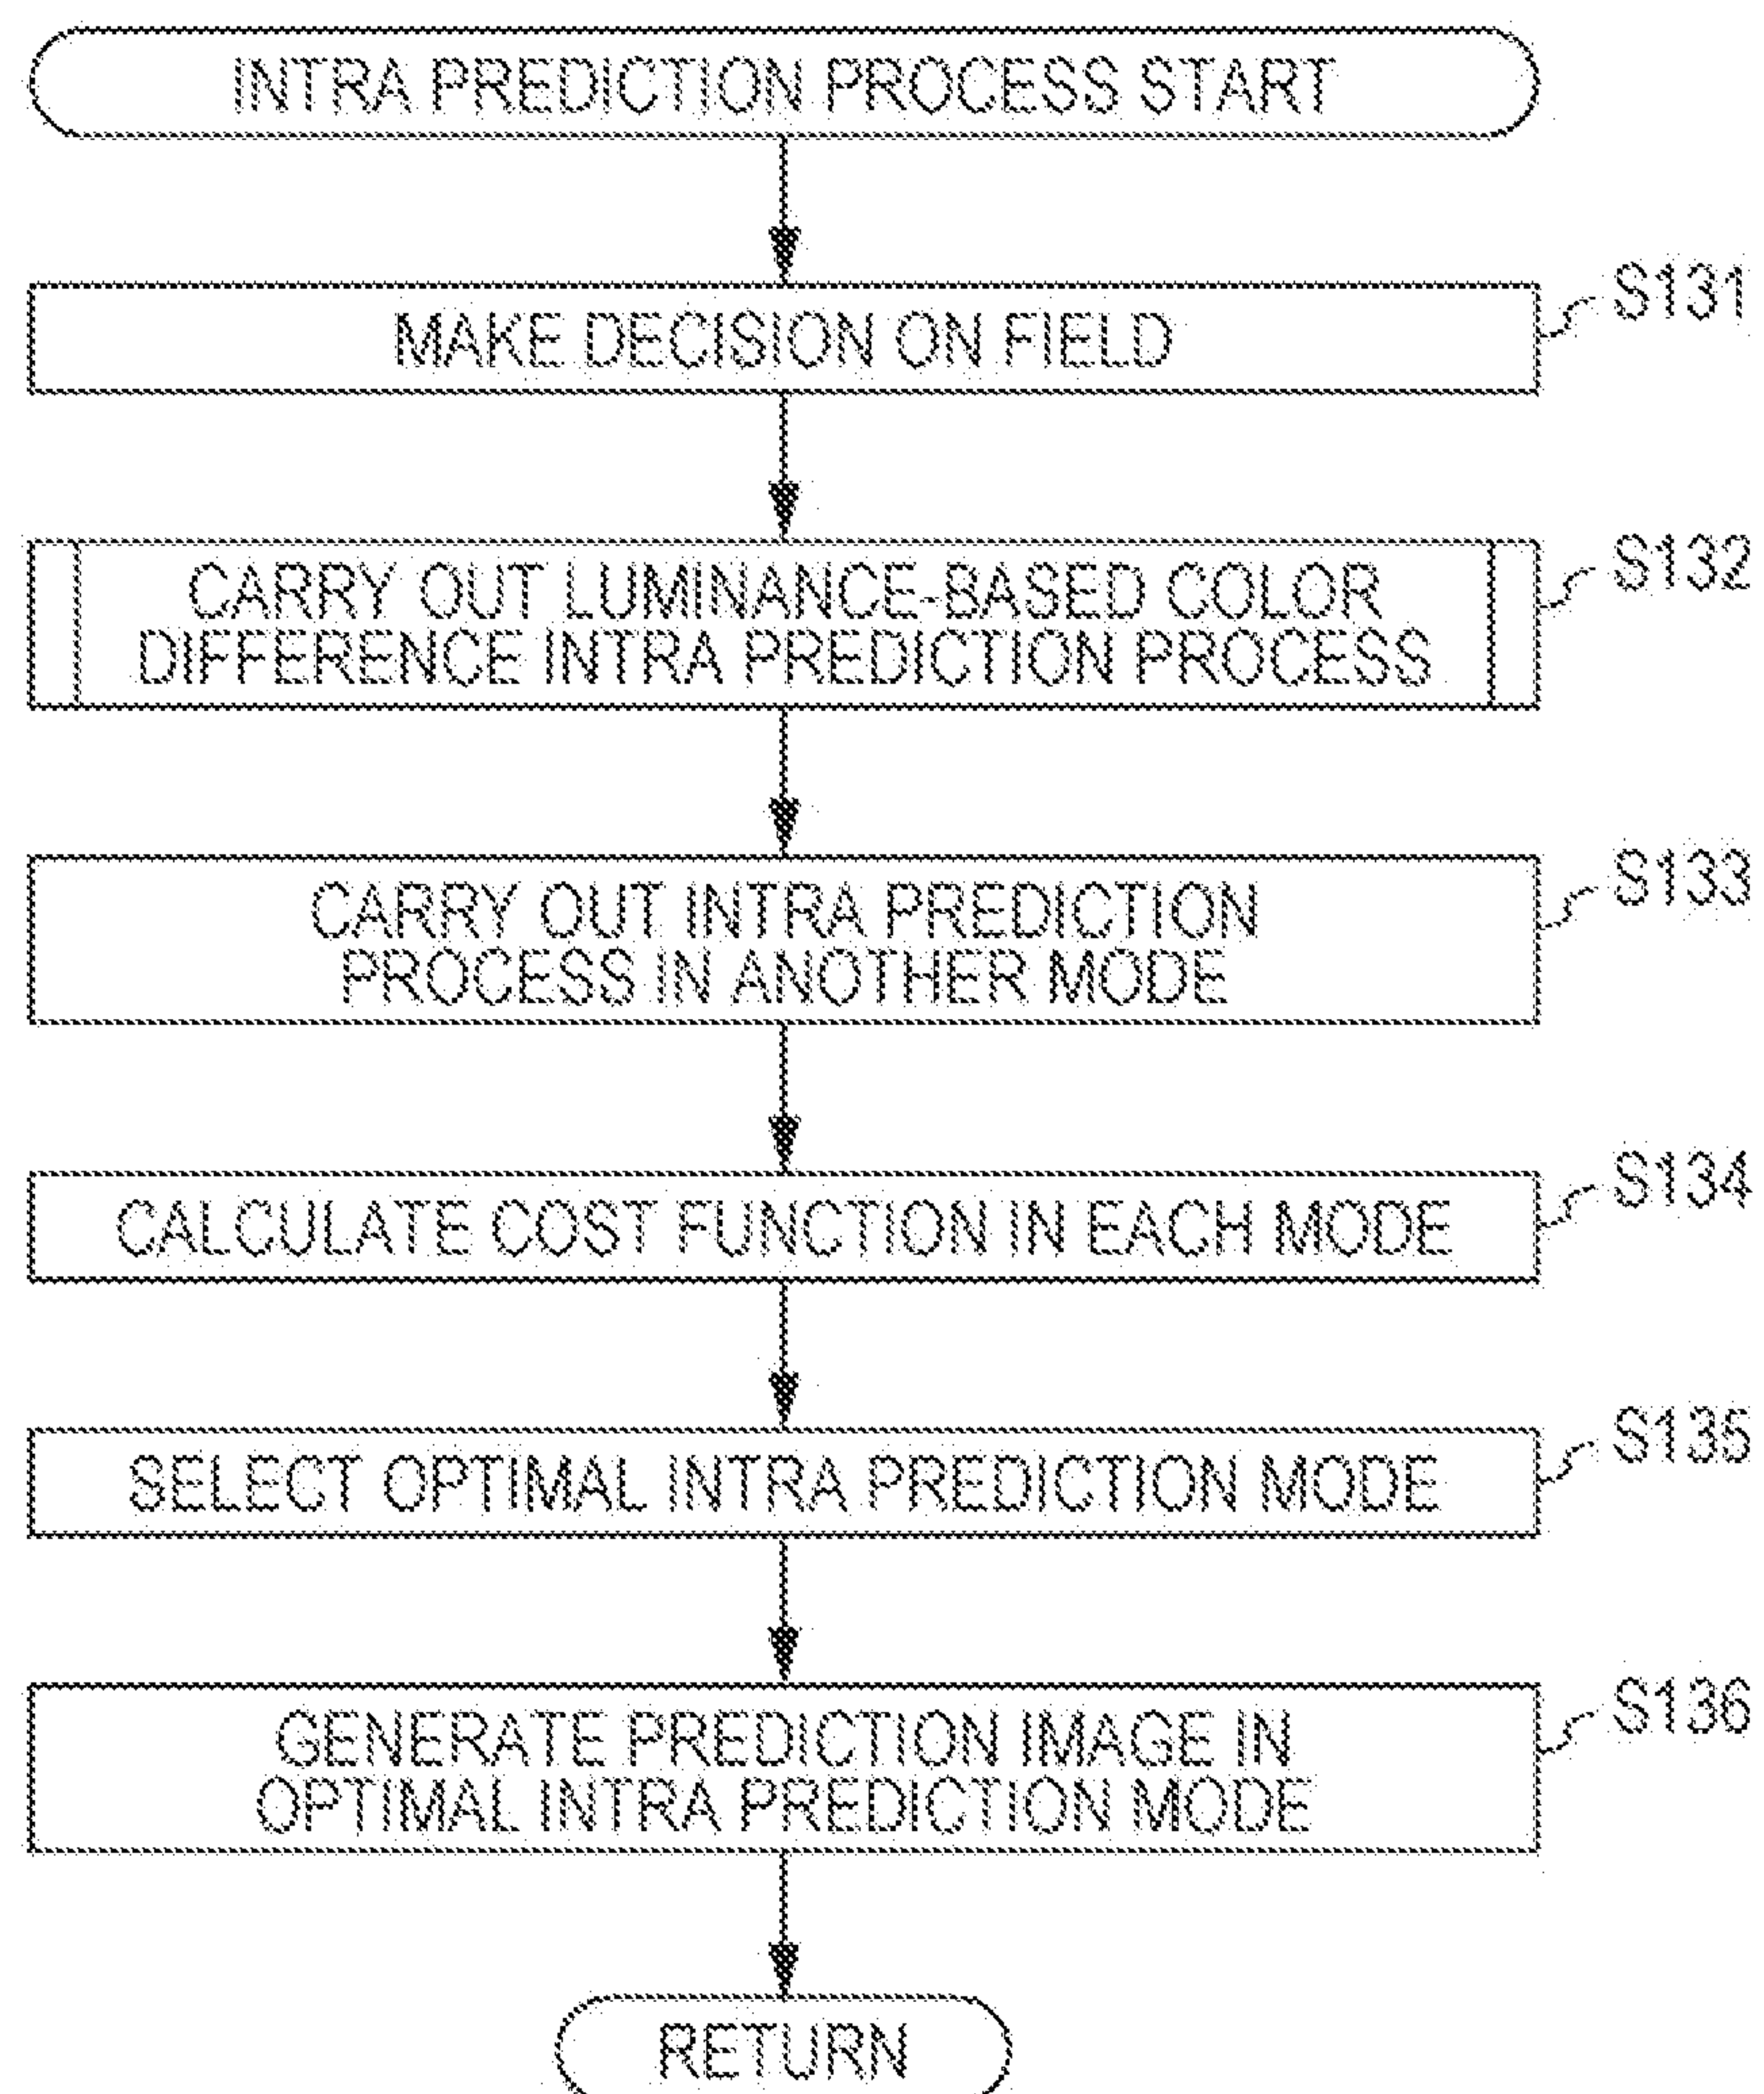 INTRA PREDICTION PROCESS START
MAKE DECISION ON FIELD
S131
CARRY OUT LUMINANCE-BASED COLOR
DIFFERENCE INTRA PREDICTION PROCESS
S132
CARRY OUT INTRA PREDICTION
PROCESS IN ANOTHER MODE
S133
CALCULATE COST FUNCTION IN EACH MODE
S134
SELECT OPTIMAL INTRA PREDICTION MODE
S135
GENERATE PREDICTION IMAGE IN
OPTIMAL INTRA PREDICTION MODE
S136
RETURN